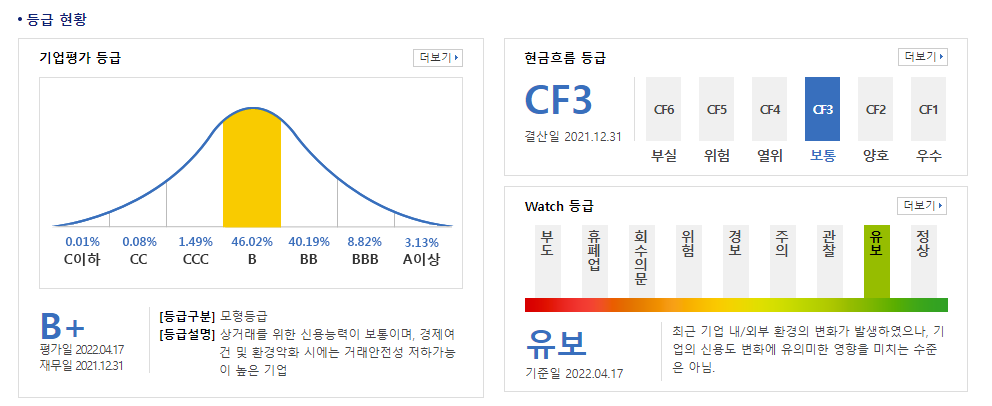 • 등급 현황
기업평가 등급
더보기
0.01% 0.08% 1.49% 46.02% 40.19% 8.82% 3.13%
C이하 CC CCC B BB BBB A이상
B+
평가일 2022.04.17
재무일 2021.12.31
[등급구분] 모형등급
[등급설명] 상거래를 위한 신용능력이 보통이며, 경제여
건 및 환경악화 시에는 거래안전성 저하가능
이 높은 기업
현금흐름 등급
더보기
CF3
결산일 2021.12.31
CF6 CF5 CF4 CF3 CF2 CF1
부실 위험 열위 보통 양호 우수
Watch 등급
더보기
부도 휴폐업 회수의문 위험 경보 주의 관찰 유보 정상
유보
기준일 2022.04.17
최근 기업 내/외부 환경의 변화가 발생하였으나, 기
업의 신용도 변화에 유의미한 영향을 미치는 수준
은 아님.